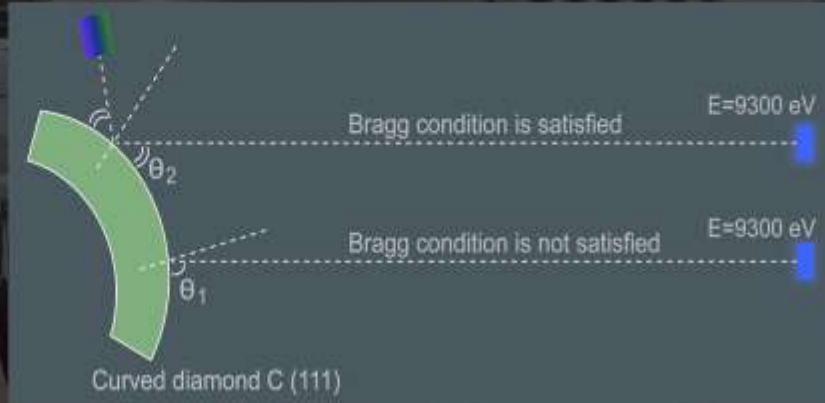 E=9300 eV
Bragg condition is satisfied
θ₂
E=9300 eV
Bragg condition is not satisfied
θ₁
Curved diamond C (111)